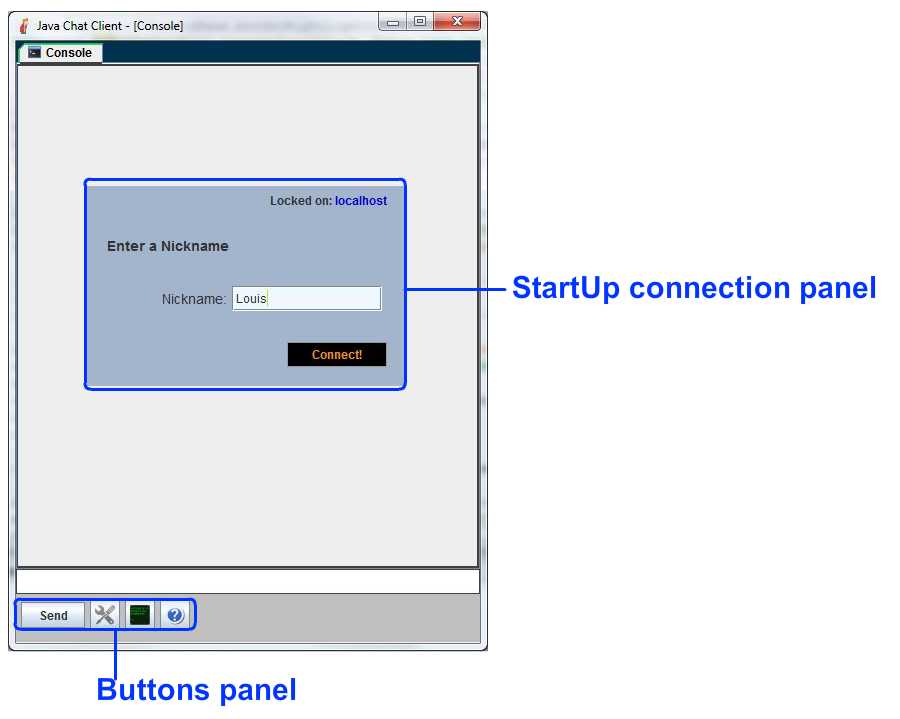 Java Chat Client - [Console]
Console
Locked on: localhost
Enter a Nickname
StartUp connection panel
Nickname: Louis
Connect!
Send
Buttons panel